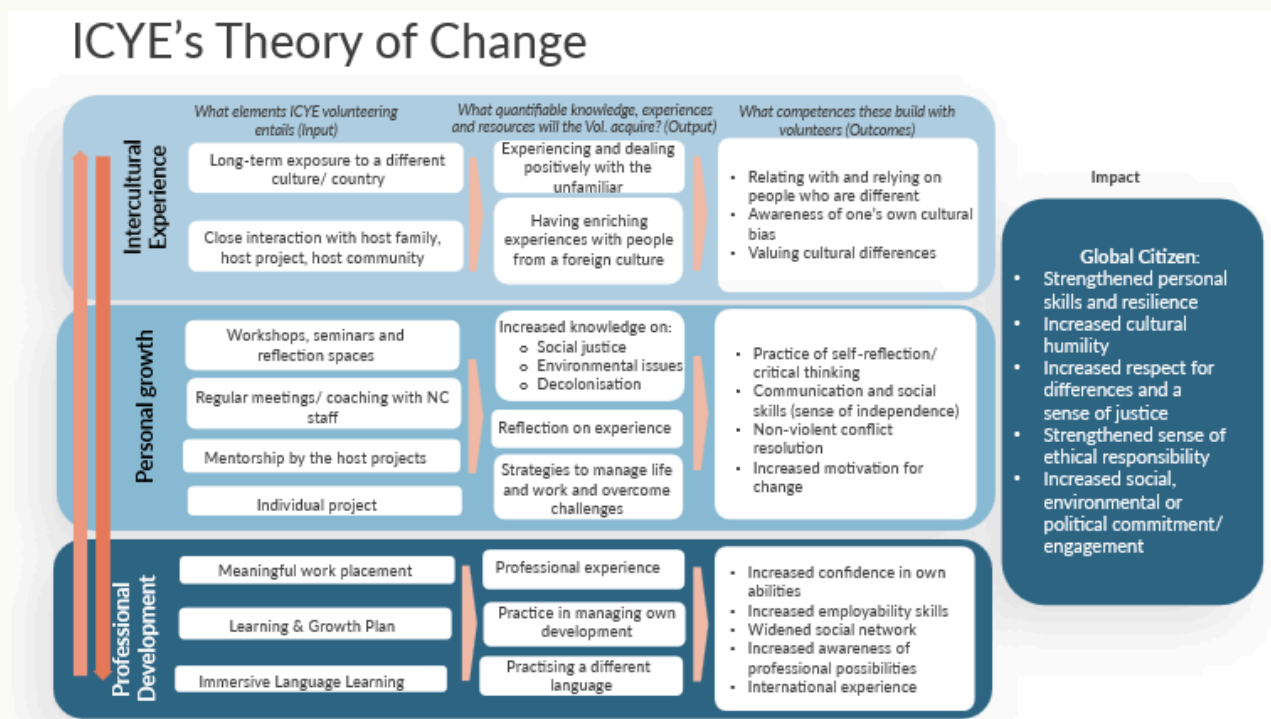 ICYE's Theory of Change
What elements ICYE volunteering
entails (Input)
What quantifiable knowledge, experiences
and resources will the Vol. acquire? (Output)
What competences these build with
volunteers (Outcomes)
Intercultural
Experience
Long-term exposure to a different
culture/ country
Close interaction with host family,
host project, host community
Experiencing and dealing
positively with the
unfamiliar
Having enriching
experiences with people
from a foreign culture
• Relating with and relying on
people who are different
• Awareness of one's own cultural
bias
• Valuing cultural differences
Personal growth
Workshops, seminars and
reflection spaces
Regular meetings/ coaching with NC
staff
Mentorship by the host projects
Individual project
Increased knowledge on:
o Social justice
o Environmental issues
o Decolonisation
Reflection on experience
Strategies to manage life
and work and overcome
challenges
• Practice of self-reflection/
critical thinking
• Communication and social
skills (sense of independence)
• Non-violent conflict
resolution
• Increased motivation for
change
Professional
Development
Meaningful work placement
Learning & Growth Plan
Immersive Language Learning
Professional experience
Practice in managing own
development
Practising a different
language
• Increased confidence in own
abilities
• Increased employability skills
• Widened social network
• Increased awareness of
professional possibilities
• International experience
Impact
Global Citizen:
• Strengthened personal
skills and resilience
• Increased cultural
humility
• Increased respect for
differences and a
sense of justice
• Strengthened sense of
ethical responsibility
• Increased social,
environmental or
political commitment/
engagement